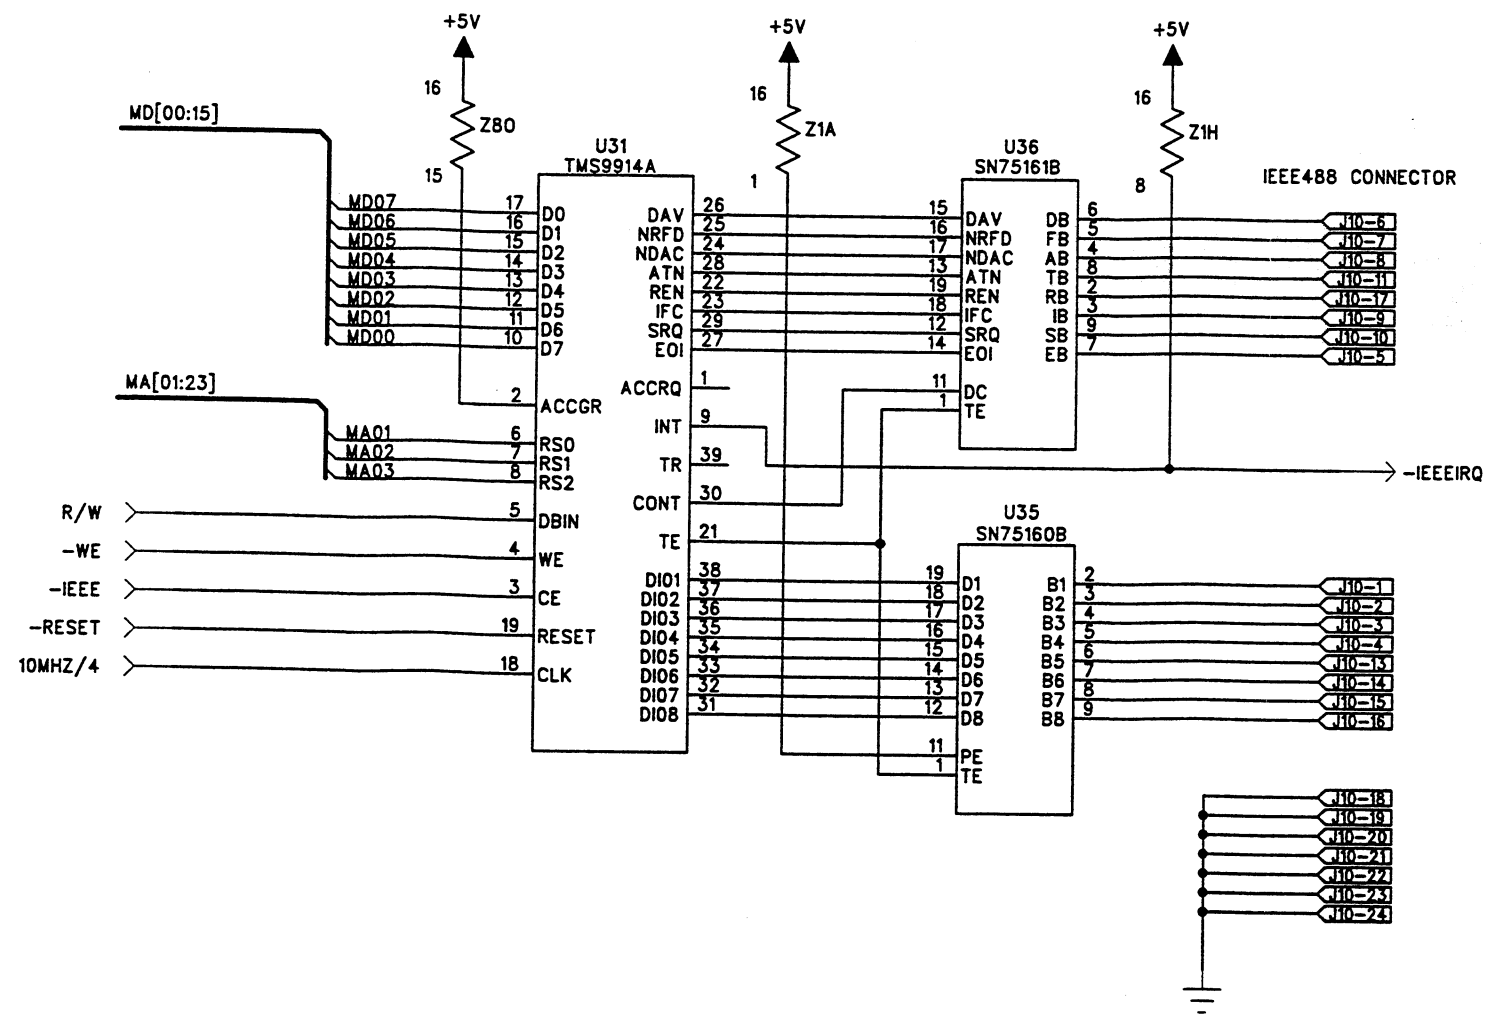 +5V
16
Z80
15
+5V
16
Z1A
1
+5V
16
Z1H
8
MD[00:15]
MD07
MD06
MD05
MD04
MD03
MD02
MD01
MD00
MA[01:23]
MA01
MA02
MA03
R/W
-WE
-IEEE
-RESET
10MHZ/4
U31
TMS9914A
17 D0
16 D1
15 D2
14 D3
13 D4
12 D5
11 D6
10 D7
2 ACCGR
6 RS0
7 RS1
8 RS2
5 DBIN
4 WE
3 CE
19 RESET
18 CLK
DAV 26
NRFD 25
NDAC 24
ATN 28
REN 22
IFC 23
SRQ 29
EOI 27
ACCRQ 1
INT 9
TR 39
CONT 30
TE 21
DIO1 38
DIO2 37
DIO3 36
DIO4 35
DIO5 34
DIO6 33
DIO7 32
DIO8 31
U36
SN75161B
15 DAV
16 NRFD
17 NDAC
13 ATN
19 REN
18 IFC
12 SRQ
14 EOI
11 DC
1 TE
DB 6
FB 5
AB 4
TB 8
RB 2
IB 3
SB 9
EB 7
IEEE488 CONNECTOR
J10-6
J10-7
J10-8
J10-11
J10-17
J10-9
J10-10
J10-5
-IEEEIRQ
U35
SN75160B
19 D1
18 D2
17 D3
16 D4
15 D5
14 D6
13 D7
12 D8
11 PE
1 TE
B1 2
B2 3
B3 4
B4 5
B5 6
B6 7
B7 8
B8 9
J10-1
J10-2
J10-3
J10-4
J10-13
J10-14
J10-15
J10-16
J10-18
J10-19
J10-20
J10-21
J10-22
J10-23
J10-24